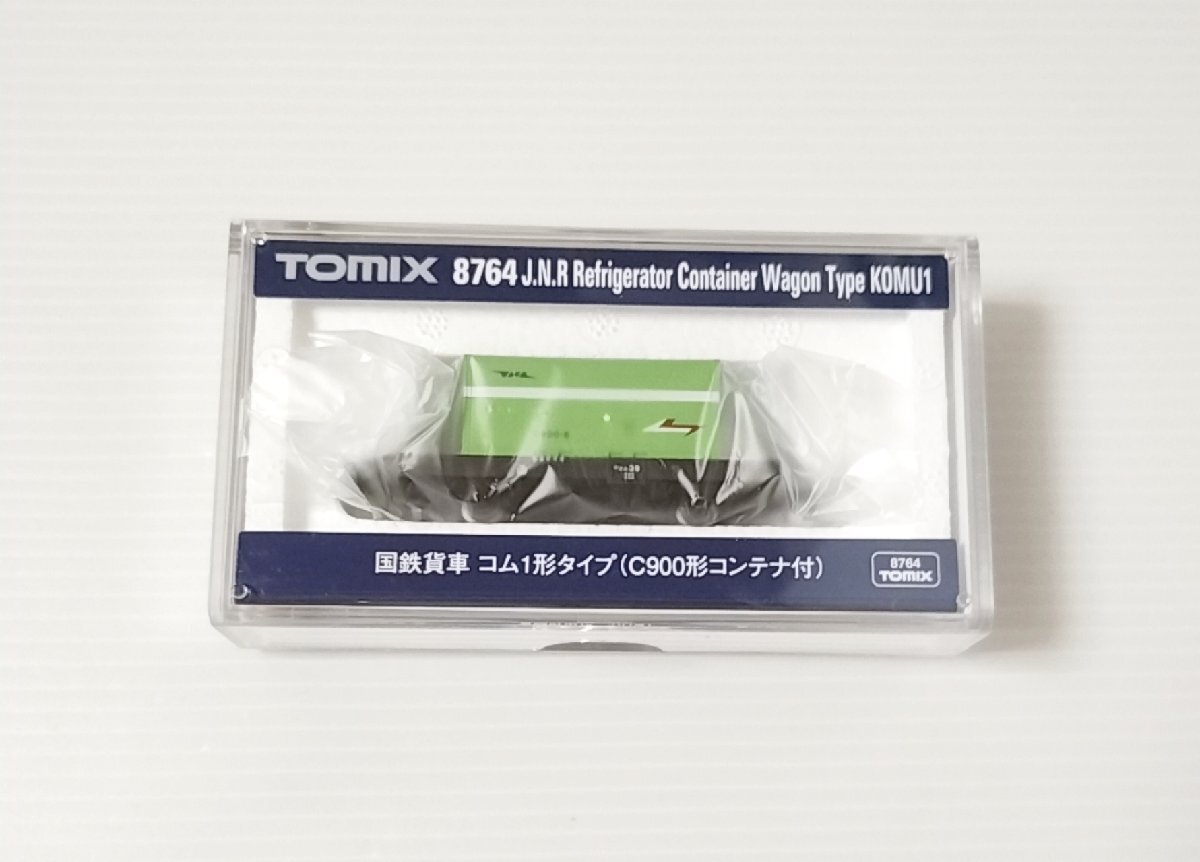 TOMIX 8764 J.N.R Refrigerator Container Wagon Type KOMU1
国鉄貨車 コム1形タイプ(C900形コンテナ付)
8764
TOMIX